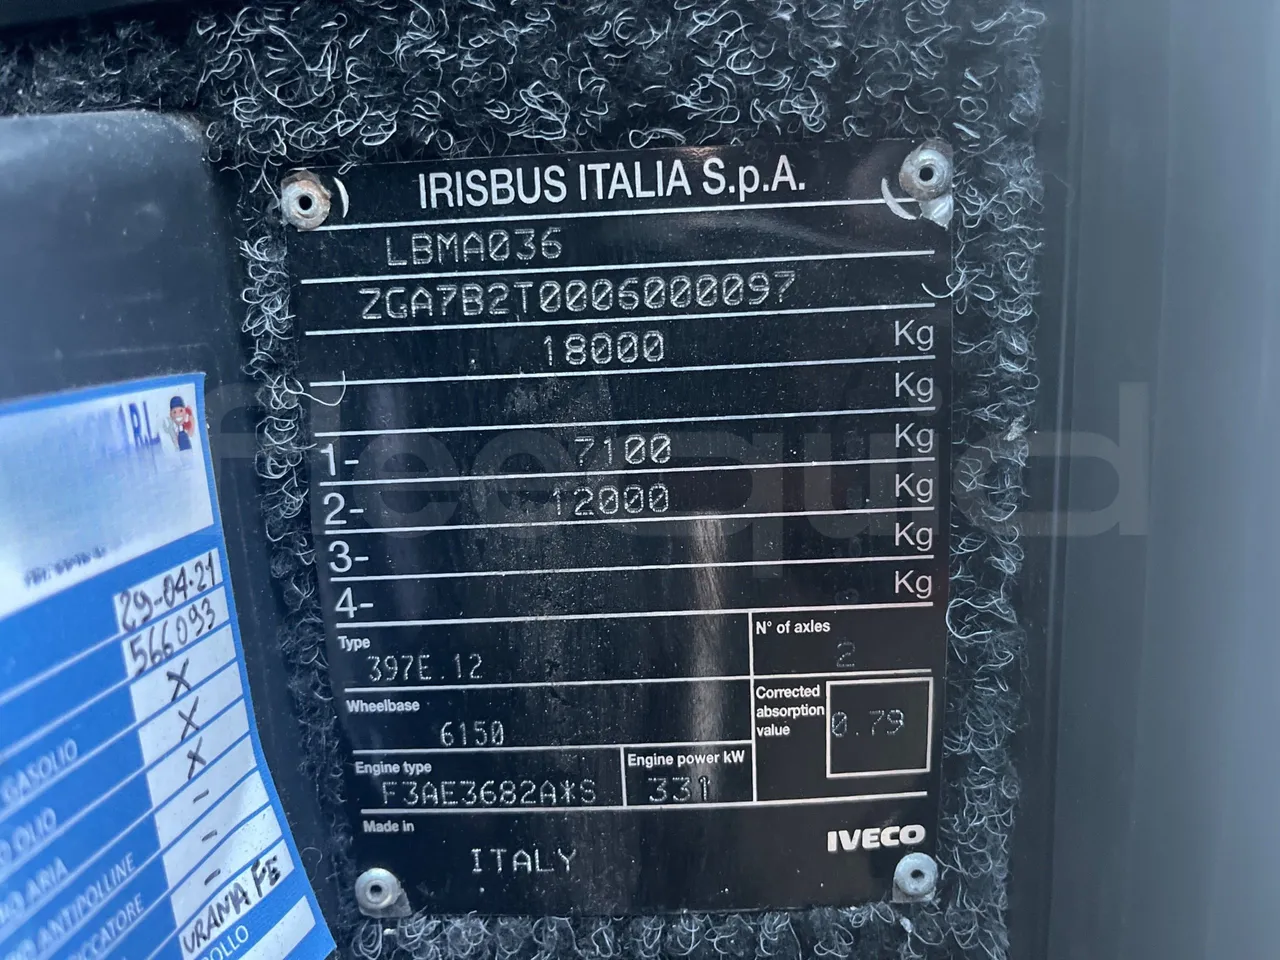 IRISBUS ITALIA S.p.A.
LBMA036
ZGA7B2T0006000097
18000 Kg
Kg
1- 7100 Kg
2- 12000 Kg
3- Kg
4- Kg
Type
397E.12
N° of axles
2
Wheelbase
6150
Corrected
absorption
value
0.79
Engine type
F3AE3682A*S
Engine power kW
331
Made in
ITALY
IVECO
.R.L
29-04-21
566093
X
GASOLIO X
OLIO X
ARIA -
ANTIPOLLINE -
-
URANIA FE
fleequid